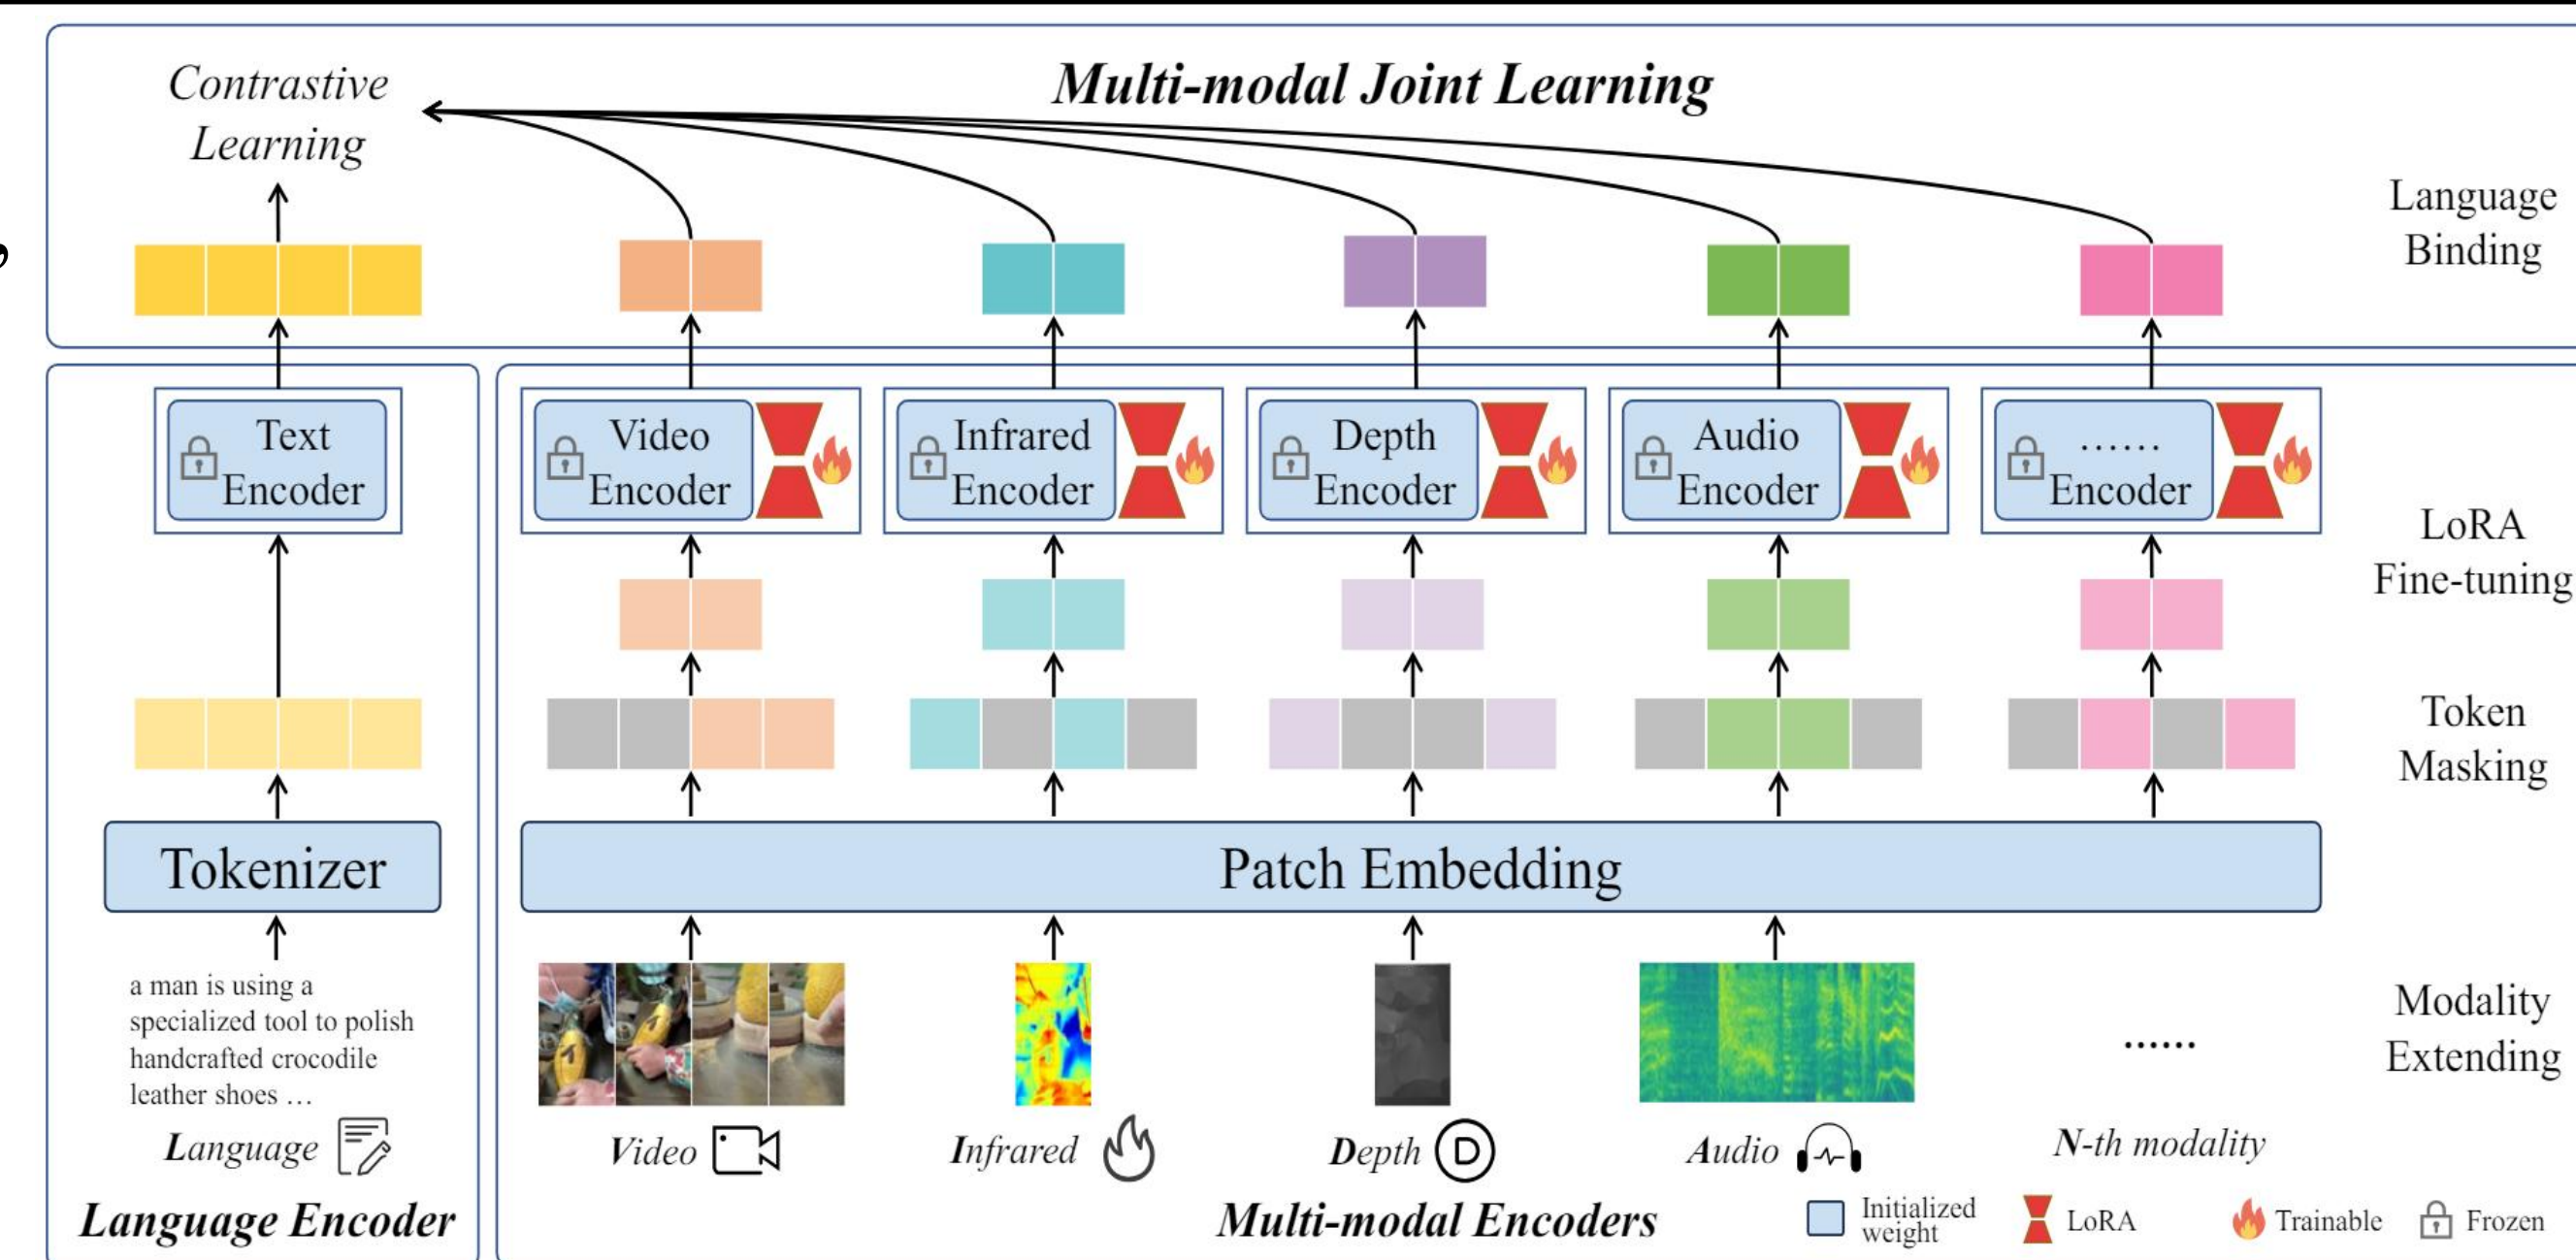 Contrastive
Learning
Multi-modal Joint Learning
Language
Binding
,
Text
Encoder
Video
Encoder
Infrared
Encoder
Depth
Encoder
Audio
Encoder
......
Encoder
LoRA
Fine-tuning
Token
Masking
Tokenizer
Patch Embedding
a man is using a
specialized tool to polish
handcrafted crocodile
leather shoes ...
......
Modality
Extending
Language
Video
Infrared
Depth
D
Audio
N-th modality
Language Encoder
Multi-modal Encoders
Initialized
weight
LoRA
Trainable
Frozen